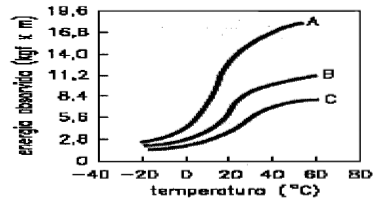 energia absorvida (kgf x m)
19,6
16,8
14,0
11,2
8,4
5,6
2,8
0
A
B
C
-40 -20 0 20 40 60 80
temperatura (°C)